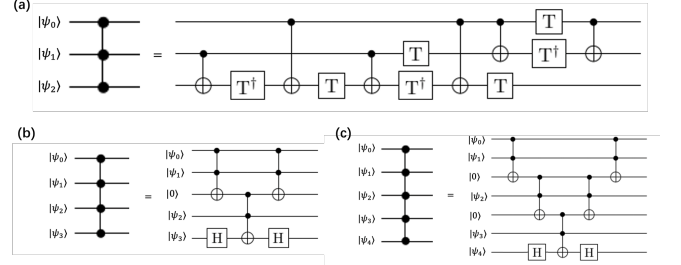 (a)
|ψ₀⟩ T
|ψ₁⟩ = T T†
|ψ₂⟩ T† T T† T
(b) (c)
|ψ₀⟩ |ψ₀⟩
|ψ₁⟩ |ψ₁⟩
|ψ₂⟩ = |0⟩
|ψ₃⟩ |ψ₂⟩
|ψ₃⟩ H H
|ψ₀⟩ |ψ₀⟩
|ψ₁⟩ |ψ₁⟩
|ψ₂⟩ = |0⟩
|ψ₃⟩ |ψ₂⟩
|ψ₄⟩ |0⟩
|ψ₃⟩
|ψ₄⟩ H H